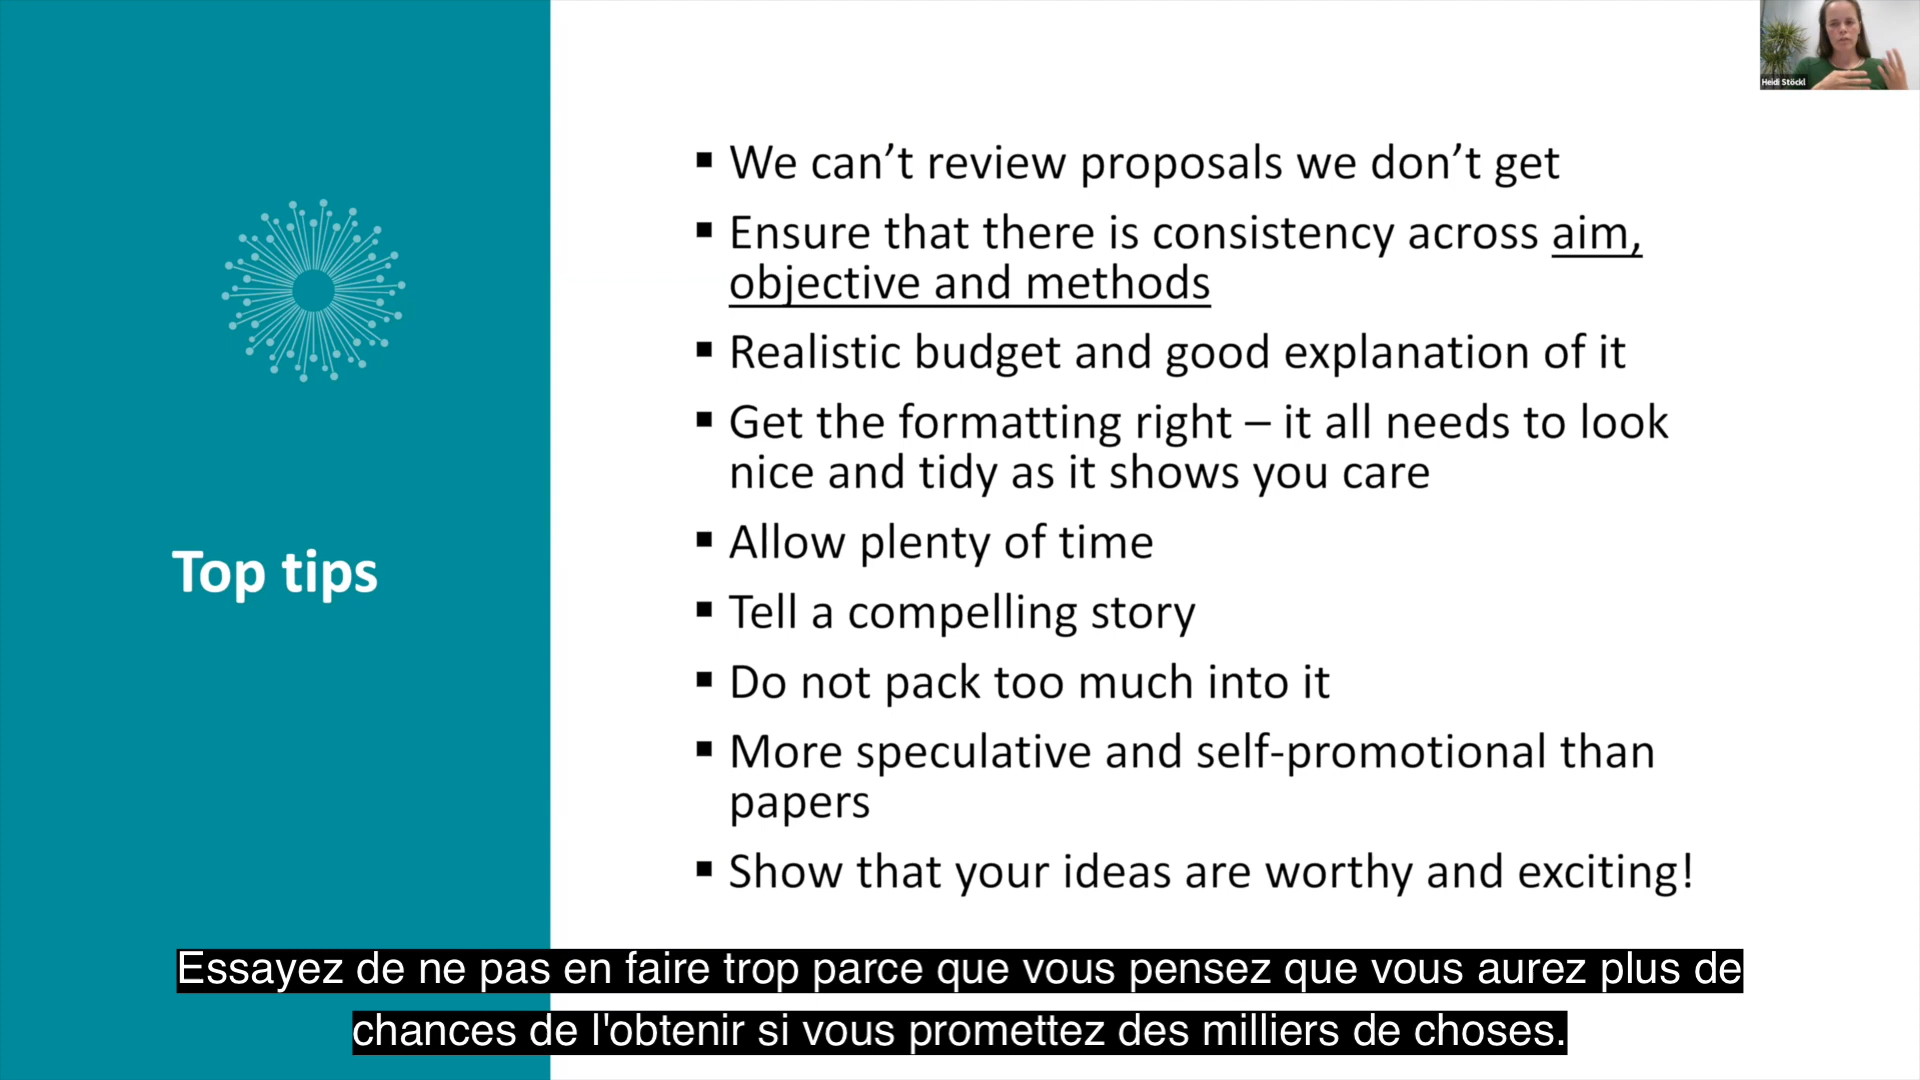 Heidi Stöckl
▪ We can’t review proposals we don’t get
▪ Ensure that there is consistency across aim,
objective and methods
▪ Realistic budget and good explanation of it
▪ Get the formatting right – it all needs to look
nice and tidy as it shows you care
▪ Allow plenty of time
Top tips
▪ Tell a compelling story
▪ Do not pack too much into it
▪ More speculative and self-promotional than
papers
▪ Show that your ideas are worthy and exciting!
Essayez de ne pas en faire trop parce que vous pensez que vous aurez plus de
chances de l'obtenir si vous promettez des milliers de choses.